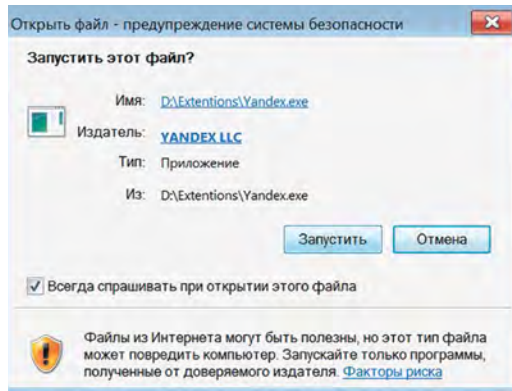 Открыть файл - предупреждение системы безопасности
Запустить этот файл?
Имя: D:\Extentions\Yandex.exe
Издатель: YANDEX LLC
Тип: Приложение
Из: D:\Extentions\Yandex.exe
Запустить Отмена
Всегда спрашивать при открытии этого файла
Файлы из Интернета могут быть полезны, но этот тип файла
может повредить компьютер. Запускайте только программы,
полученные от доверяемого издателя. Факторы риска